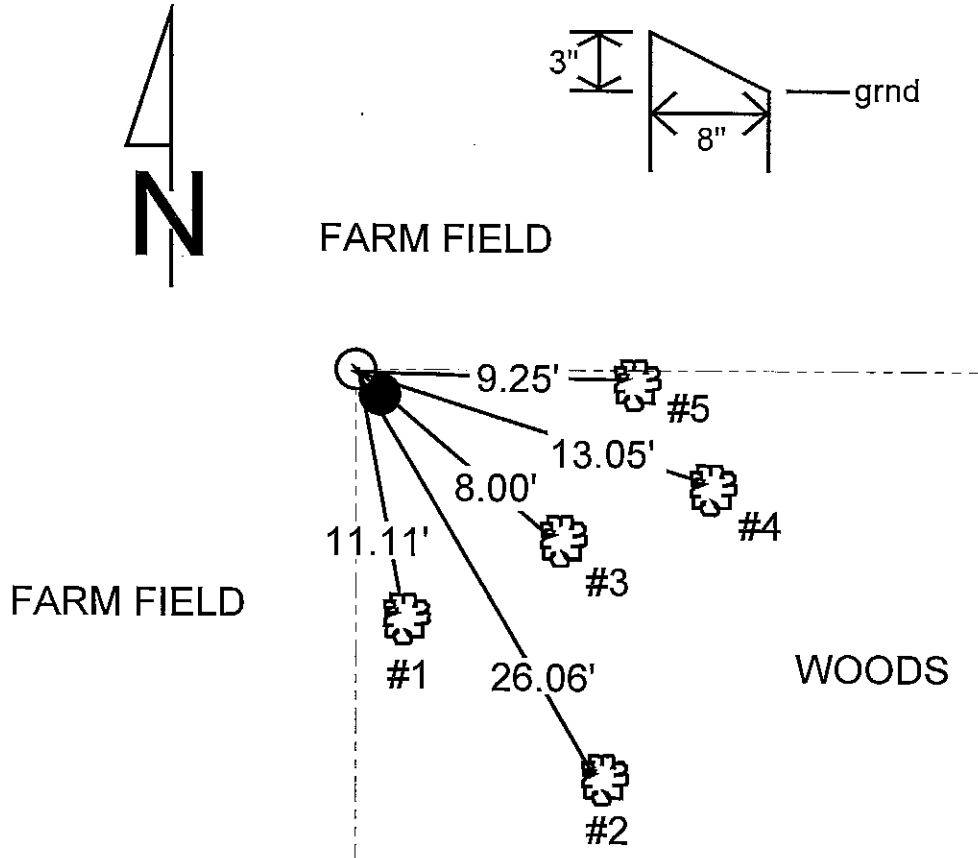 3"
grnd
8"
N
FARM FIELD
9.25'
#5
13.05'
8.00'
#4
11.11'
#3
FARM FIELD
#1
26.06'
WOODS
#2